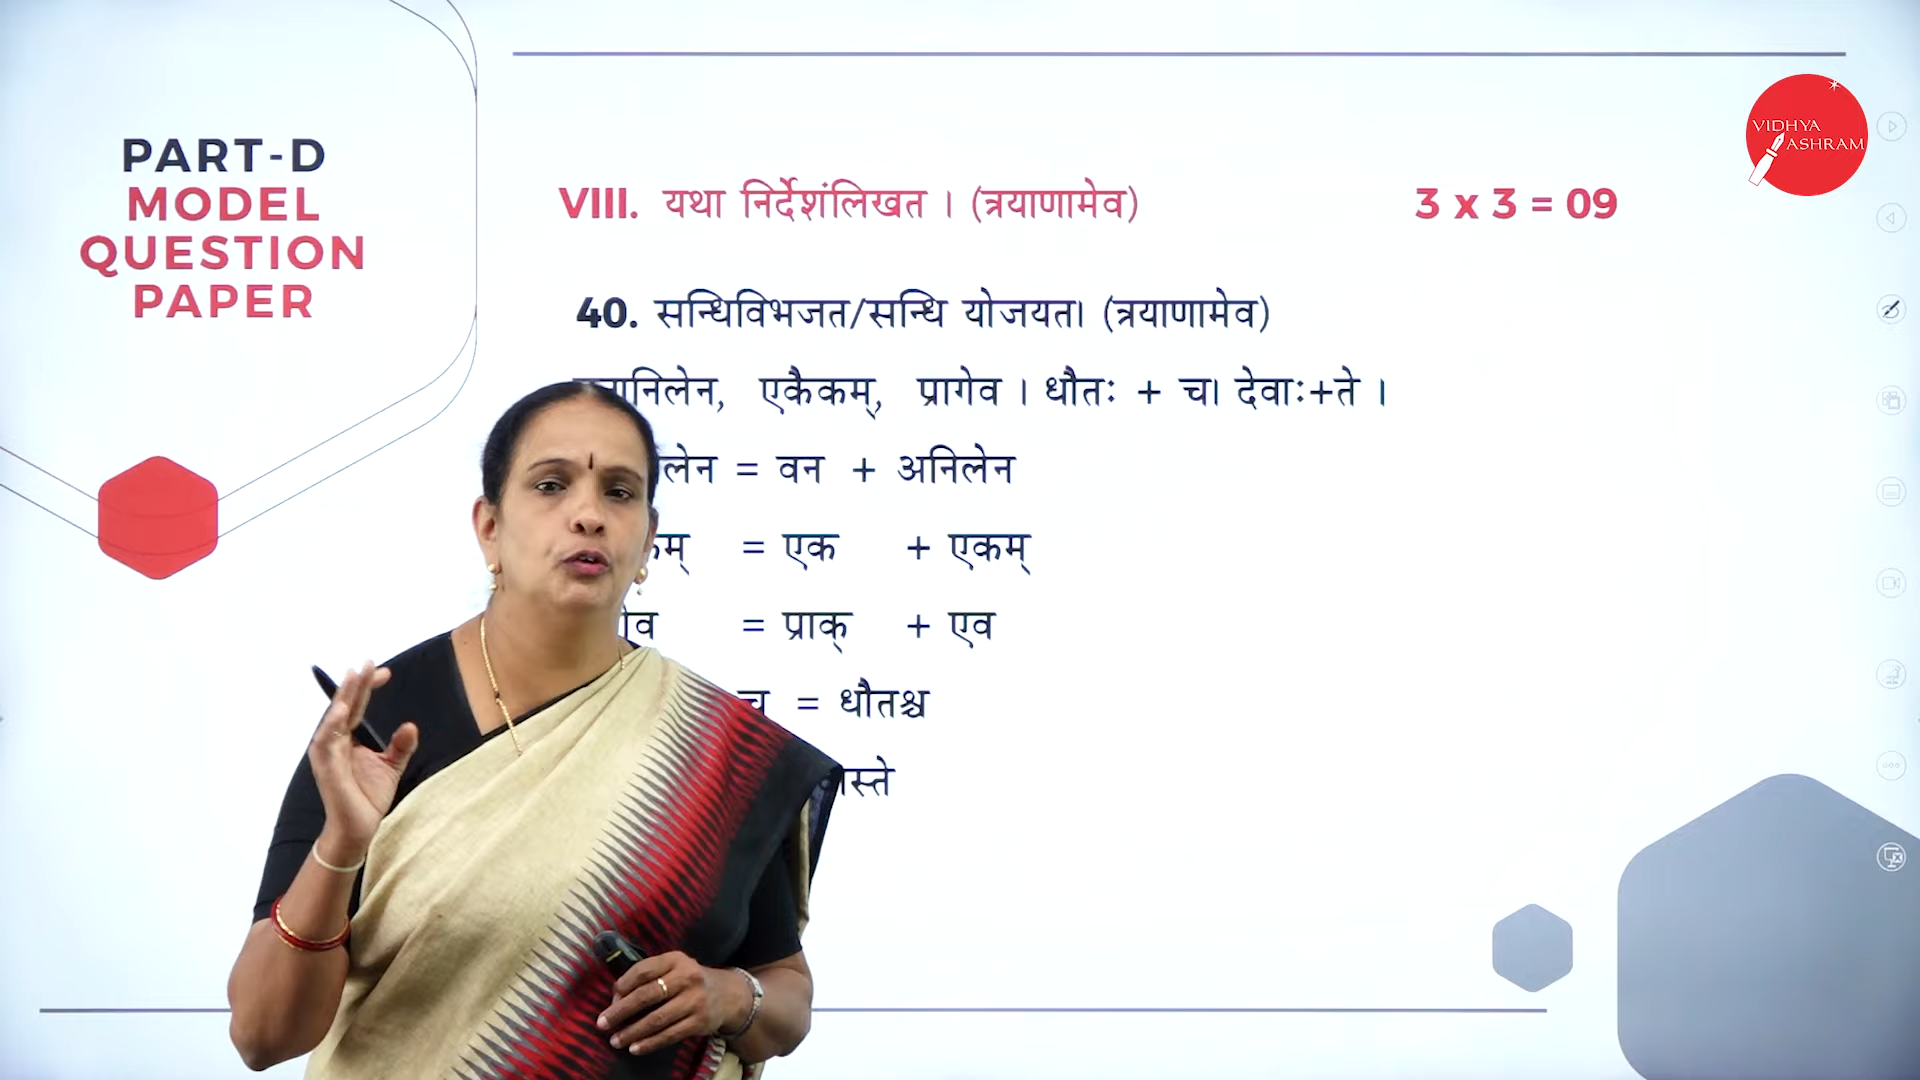 PART-D
MODEL
QUESTION
PAPER
VIDHYA
ASHRAM
VIII. यथा निर्देशंलिखत । (त्रयाणामेव) 3 x 3 = 09
40. सन्धिविभजत/सन्धि योजयत। (त्रयाणामेव)
एकैकम्, प्रागेव । धौतः + च। देवाः+ते ।
= वन + अनिलेन
= एक + एकम्
= प्राक् + एव
च = धौतश्च